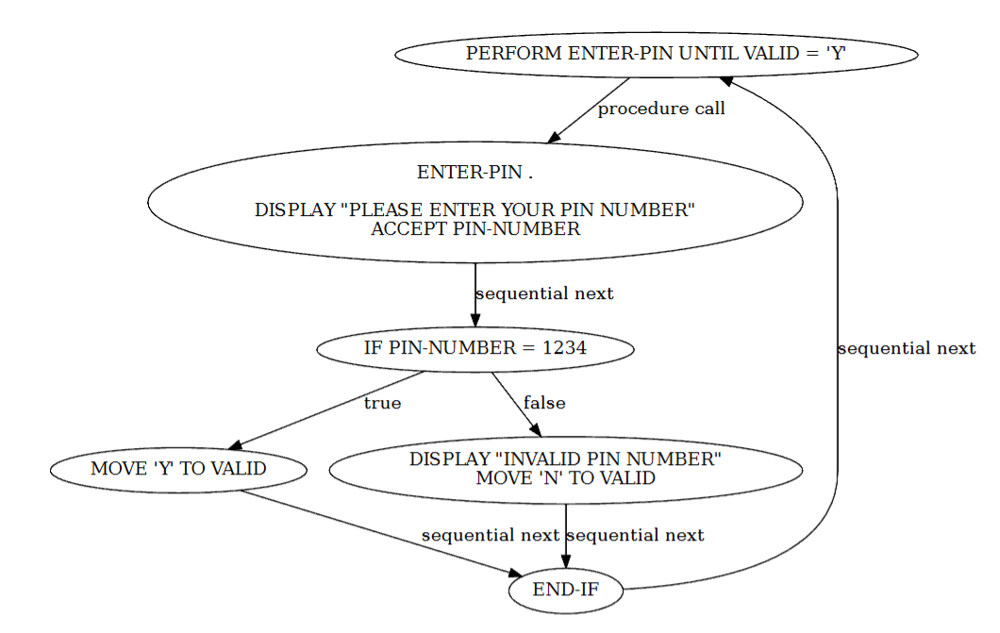 PERFORM ENTER-PIN UNTIL VALID = 'Y'
procedure call
ENTER-PIN .
DISPLAY "PLEASE ENTER YOUR PIN NUMBER"
ACCEPT PIN-NUMBER
sequential next
IF PIN-NUMBER = 1234
sequential next
true
false
MOVE 'Y' TO VALID
DISPLAY "INVALID PIN NUMBER"
MOVE 'N' TO VALID
sequential next
sequential next
END-IF